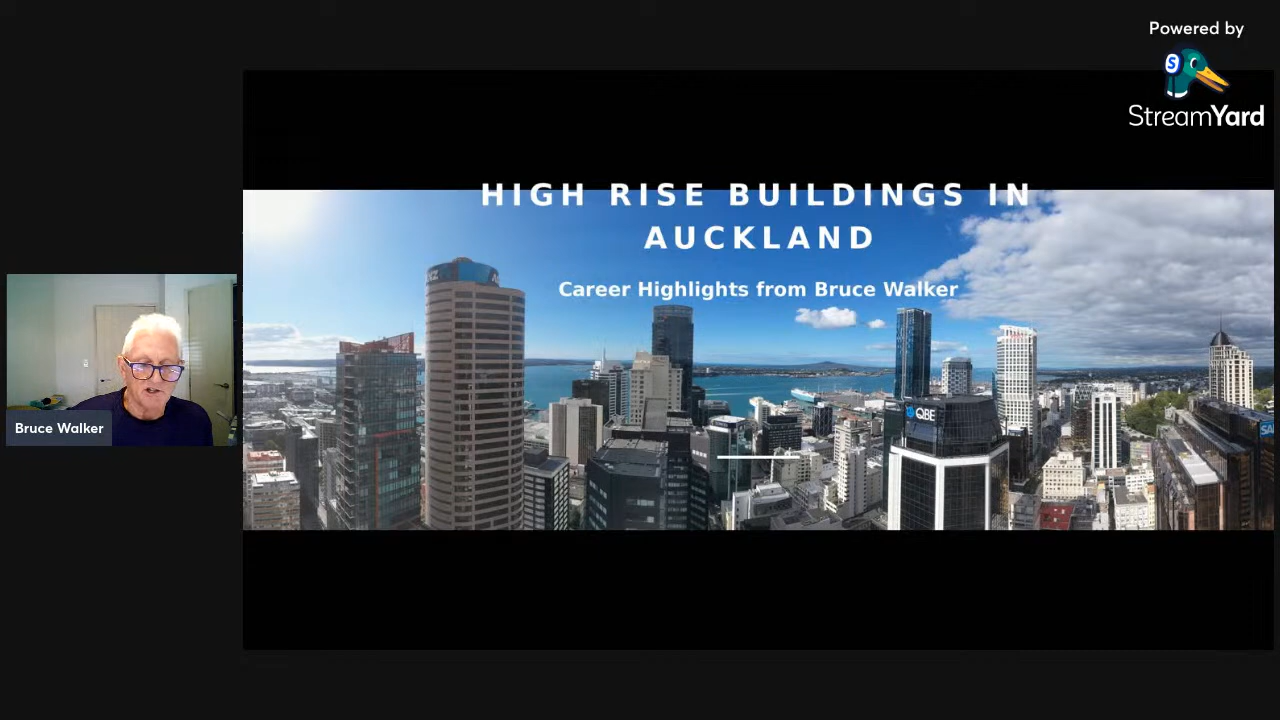 Powered by
S
StreamYard
HIGH RISE BUILDINGS IN
AUCKLAND
Career Highlights from Bruce Walker
QBE
Bruce Walker